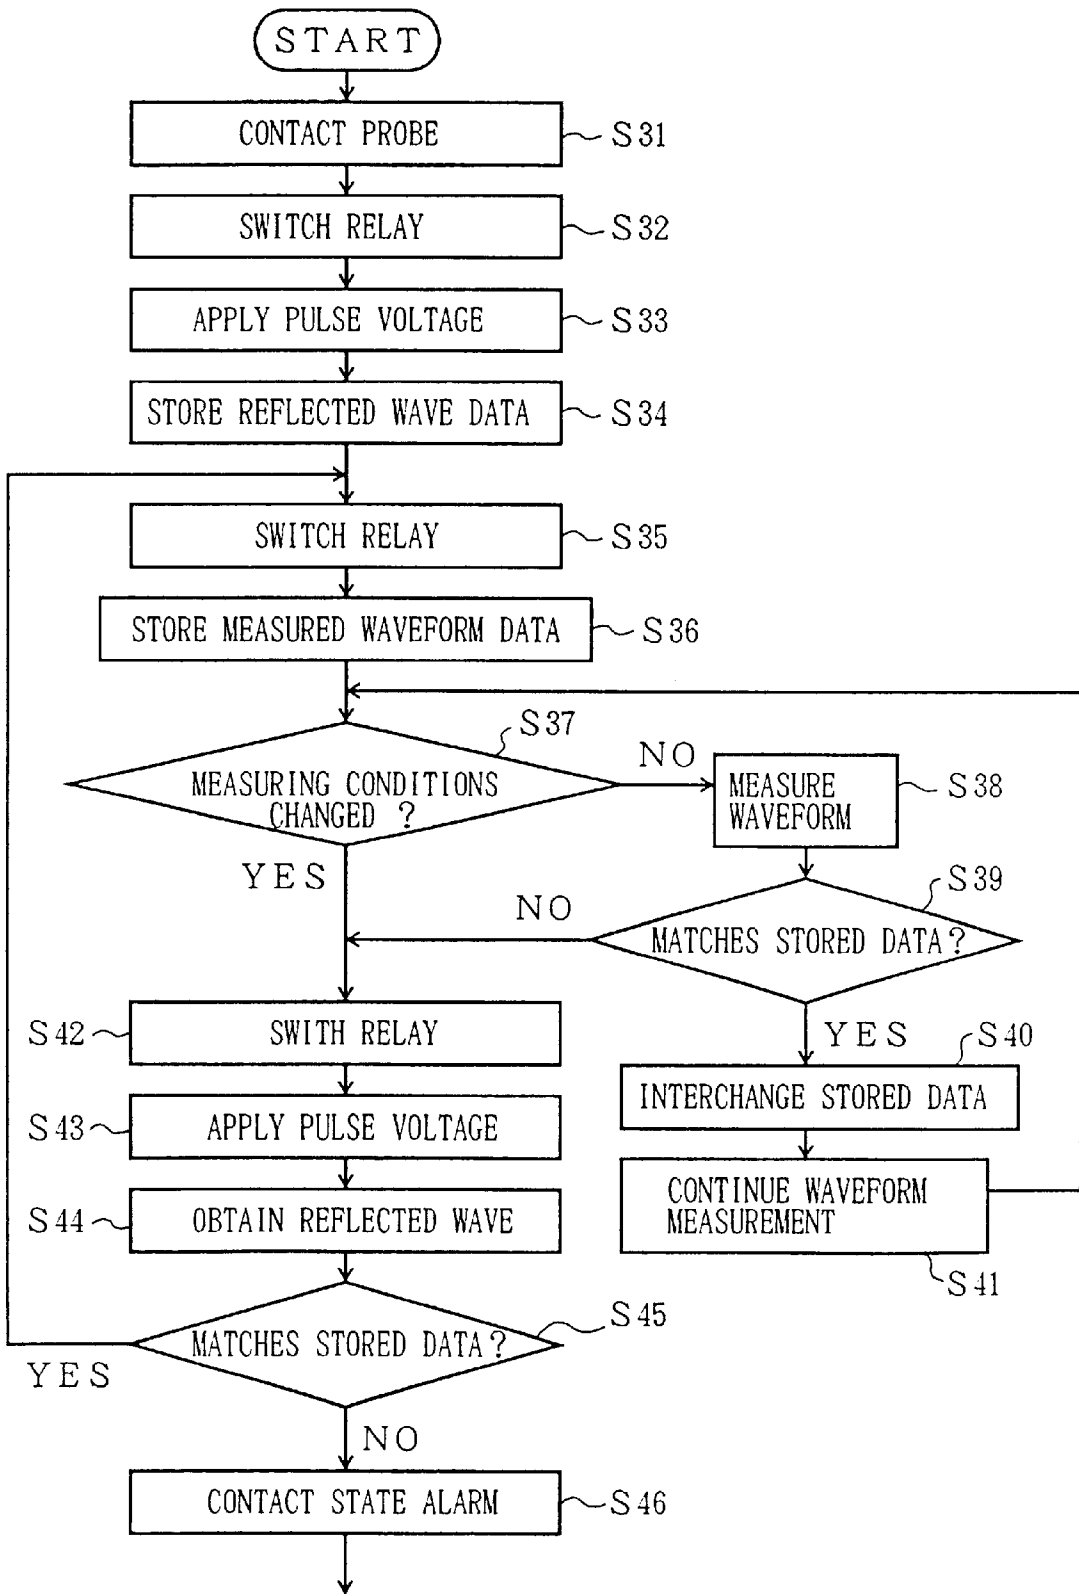 START
CONTACT PROBE
S31
SWITCH RELAY
S32
APPLY PULSE VOLTAGE
S33
STORE REFLECTED WAVE DATA
S34
SWITCH RELAY
S35
STORE MEASURED WAVEFORM DATA
S36
S37
MEASURING CONDITIONS
CHANGED ?
NO
MEASURE
WAVEFORM
S38
YES
S39
NO
MATCHES STORED DATA?
YES
S40
INTERCHANGE STORED DATA
CONTINUE WAVEFORM
MEASUREMENT
S41
S42
SWITH RELAY
S43
APPLY PULSE VOLTAGE
S44
OBTAIN REFLECTED WAVE
S45
MATCHES STORED DATA?
YES
NO
CONTACT STATE ALARM
S46